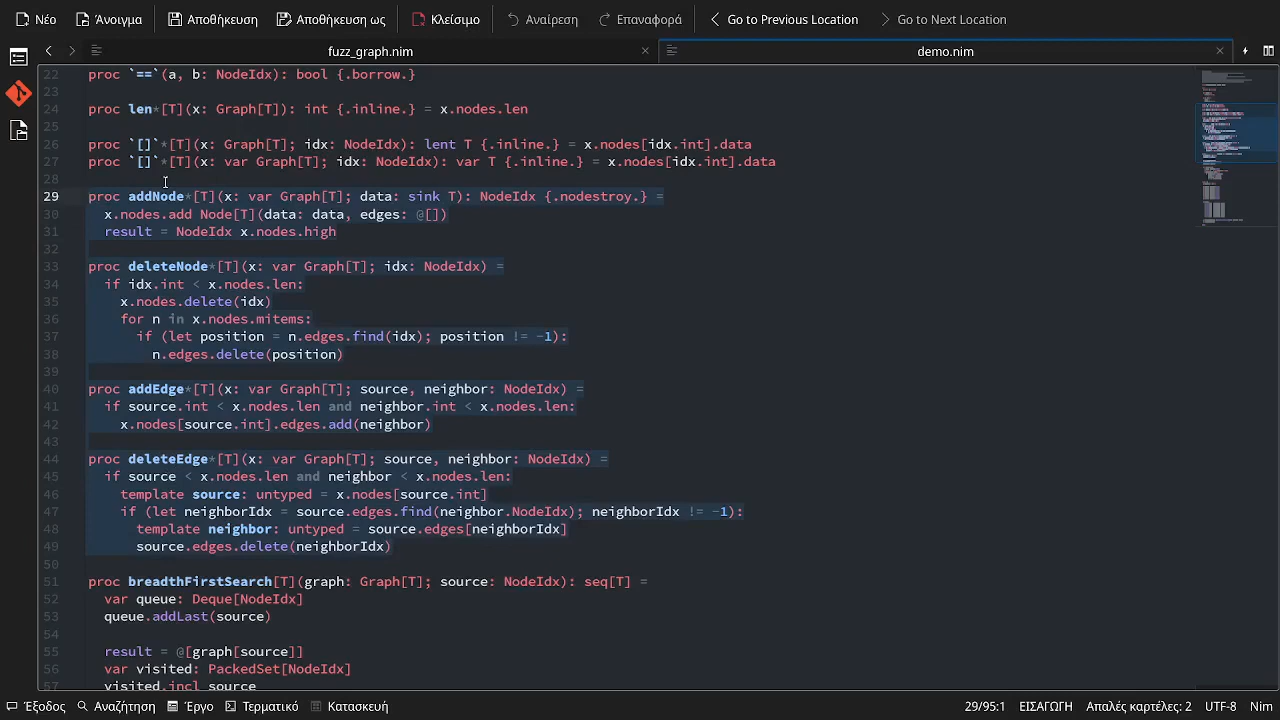 Νέο Άνοιγμα Αποθήκευση Αποθήκευση ως Κλείσιμο Αναίρεση Επαναφορά Go to Previous Location Go to Next Location
fuzz_graph.nim demo.nim
22 proc `==`(a, b: NodeIdx): bool {.borrow.}
23
24 proc len*[T](x: Graph[T]): int {.inline.} = x.nodes.len
25
26 proc `[]`*[T](x: Graph[T]; idx: NodeIdx): lent T {.inline.} = x.nodes[idx.int].data
27 proc `[]`*[T](x: var Graph[T]; idx: NodeIdx): var T {.inline.} = x.nodes[idx.int].data
28
29 proc addNode*[T](x: var Graph[T]; data: sink T): NodeIdx {.nodestroy.} =
30 x.nodes.add Node[T](data: data, edges: @[])
31 result = NodeIdx x.nodes.high
32
33 proc deleteNode*[T](x: var Graph[T]; idx: NodeIdx) =
34 if idx.int < x.nodes.len:
35 x.nodes.delete(idx)
36 for n in x.nodes.mitems:
37 if (let position = n.edges.find(idx); position != -1):
38 n.edges.delete(position)
39
40 proc addEdge*[T](x: var Graph[T]; source, neighbor: NodeIdx) =
41 if source.int < x.nodes.len and neighbor.int < x.nodes.len:
42 x.nodes[source.int].edges.add(neighbor)
43
44 proc deleteEdge*[T](x: var Graph[T]; source, neighbor: NodeIdx) =
45 if source < x.nodes.len and neighbor < x.nodes.len:
46 template source: untyped = x.nodes[source.int]
47 if (let neighborIdx = source.edges.find(neighbor.NodeIdx); neighborIdx != -1):
48 template neighbor: untyped = source.edges[neighborIdx]
49 source.edges.delete(neighborIdx)
50
51 proc breadthFirstSearch[T](graph: Graph[T]; source: NodeIdx): seq[T] =
52 var queue: Deque[NodeIdx]
53 queue.addLast(source)
54
55 result = @[graph[source]]
56 var visited: PackedSet[NodeIdx]
57 visited.incl source
Έξοδος Αναζήτηση Έργο Τερματικό Κατασκευή 29/95:1 ΕΙΣΑΓΩΓΗ Απαλές καρτέλες: 2 UTF-8 Nim